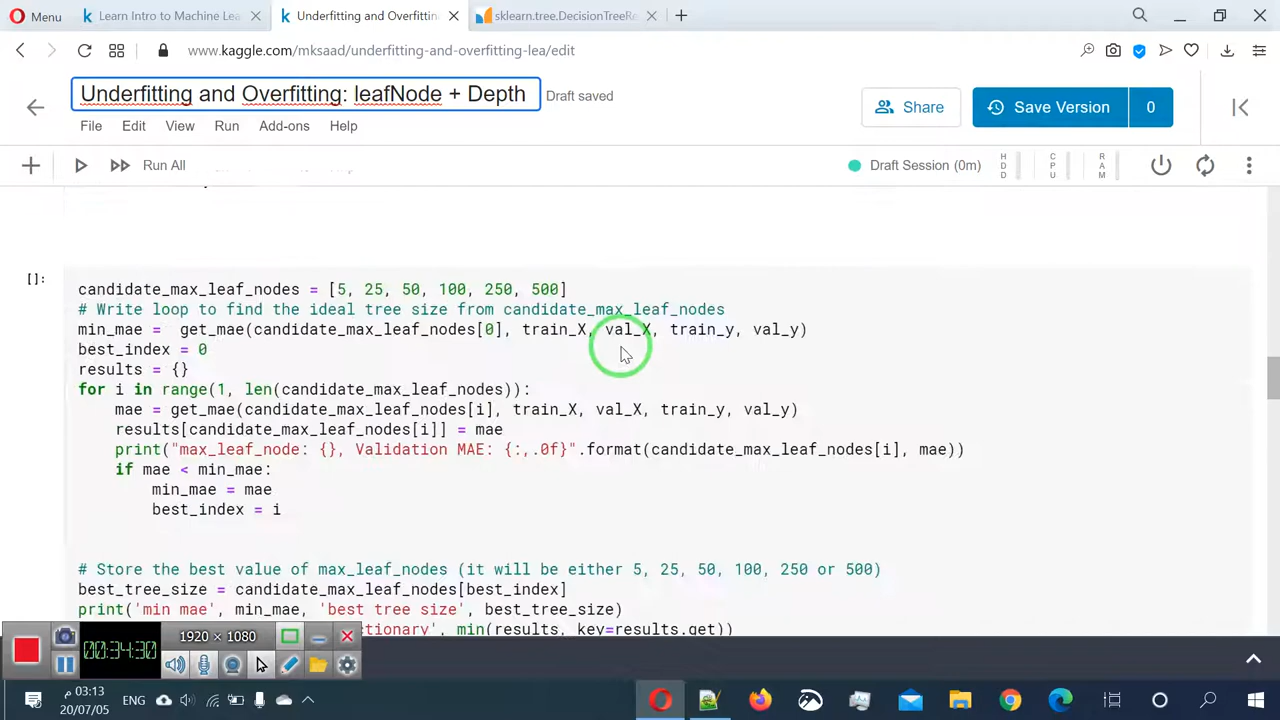 Menu
Learn Intro to Machine Lea
Underfitting and Overfittin
sklearn.tree.DecisionTreeRe
www.kaggle.com/mksaad/underfitting-and-overfitting-lea/edit
Underfitting and Overfitting: leafNode + Depth
Draft saved
Share
Save Version
0
File
Edit
View
Run
Add-ons
Help
Run All
Draft Session (0m)
HDD
CPU
RAM
[]:
candidate_max_leaf_nodes = [5, 25, 50, 100, 250, 500]
# Write loop to find the ideal tree size from candidate_max_leaf_nodes
min_mae =  get_mae(candidate_max_leaf_nodes[0], train_X, val_X, train_y, val_y)
best_index = 0
results = {}
for i in range(1, len(candidate_max_leaf_nodes)):
mae = get_mae(candidate_max_leaf_nodes[i], train_X, val_X, train_y, val_y)
results[candidate_max_leaf_nodes[i]] = mae
print("max_leaf_node: {}, Validation MAE: {:,.0f}".format(candidate_max_leaf_nodes[i], mae))
if mae < min_mae:
min_mae = mae
best_index = i
# Store the best value of max_leaf_nodes (it will be either 5, 25, 50, 100, 250 or 500)
best_tree_size = candidate_max_leaf_nodes[best_index]
print('min mae', min_mae, 'best tree size', best_tree_size)
ctionary', min(results, key=results.get))
00:34:30
1920 × 1080
ENG
03:13 م
20/07/05